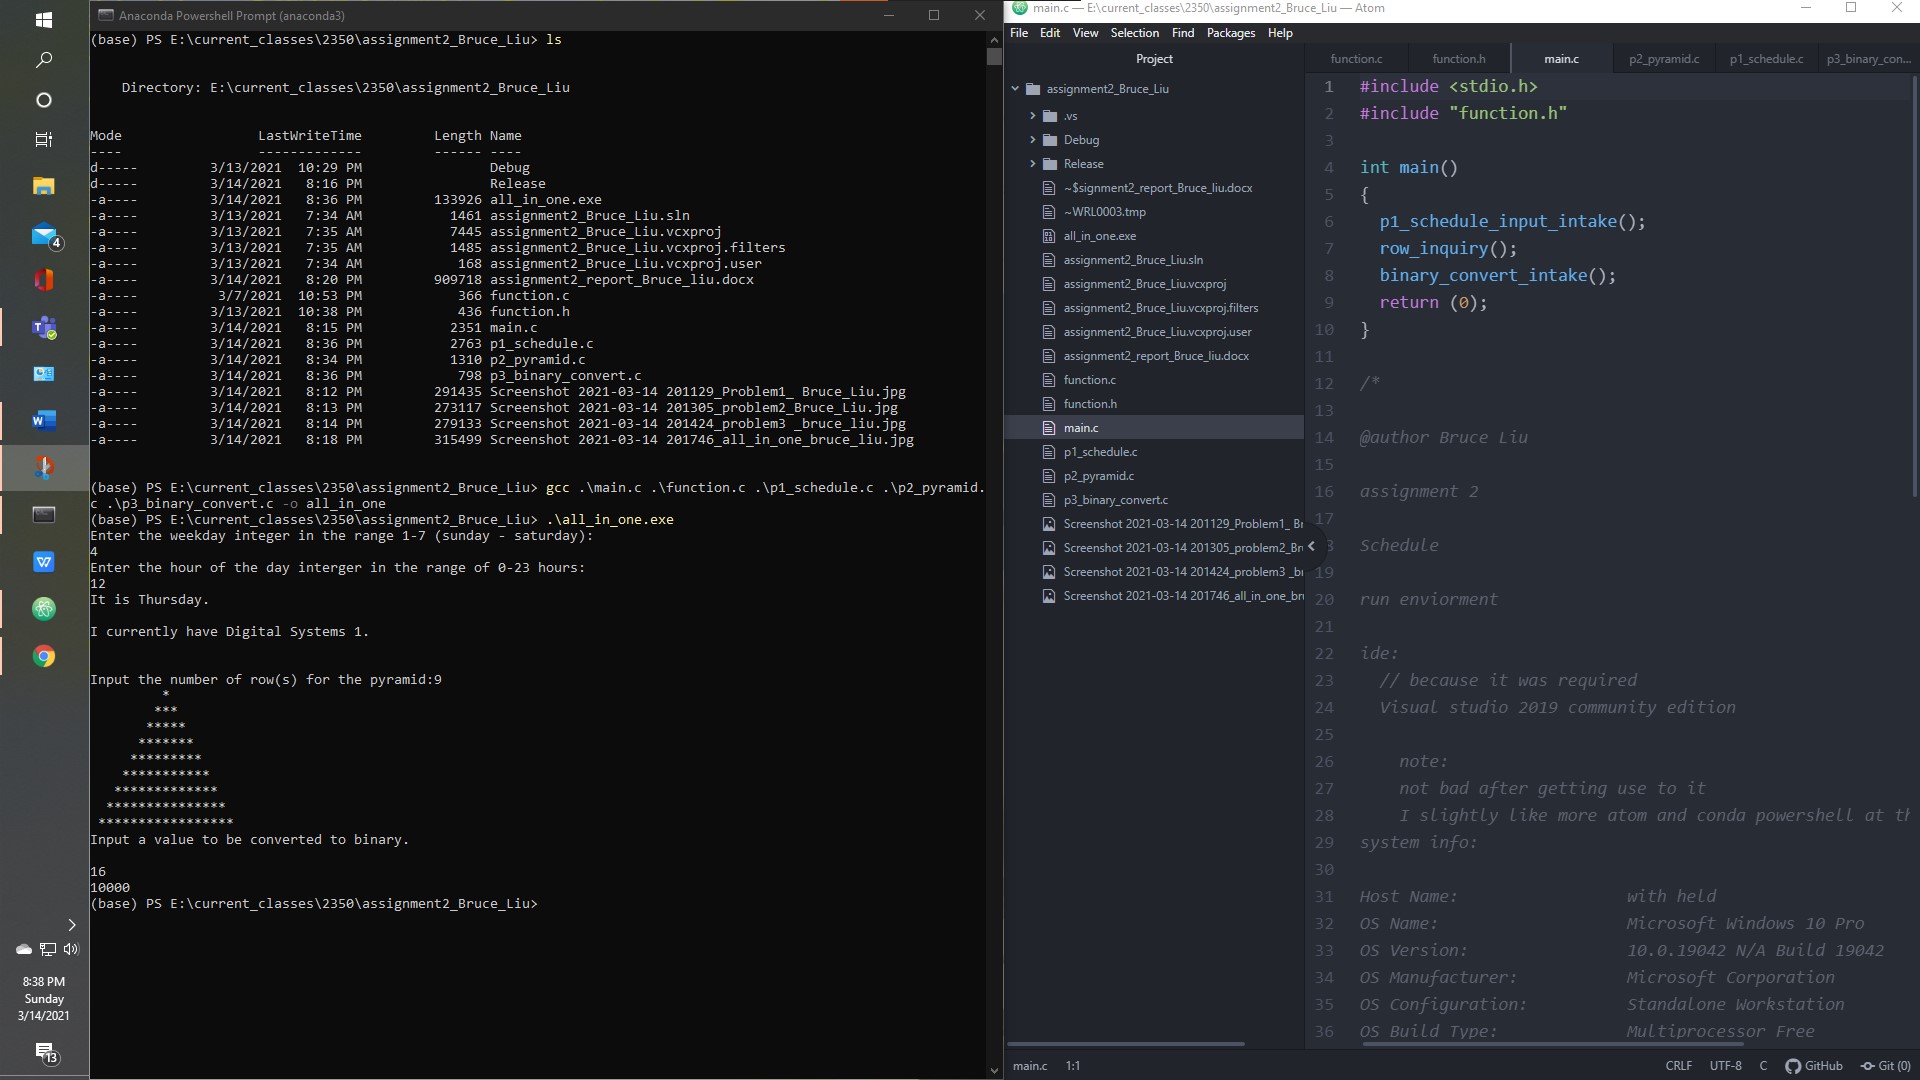 Anaconda Powershell Prompt (anaconda3)
(base) PS E:\current_classes\2350\assignment2_Bruce_Liu> ls
Directory: E:\current_classes\2350\assignment2_Bruce_Liu
Mode                 LastWriteTime         Length Name
----                 -------------         ------ ----
d-----         3/13/2021  10:29 PM                Debug
d-----         3/14/2021   8:16 PM                Release
-a----         3/14/2021   8:36 PM         133926 all_in_one.exe
-a----         3/13/2021   7:34 AM           1461 assignment2_Bruce_Liu.sln
-a----         3/13/2021   7:35 AM           7445 assignment2_Bruce_Liu.vcxproj
-a----         3/13/2021   7:35 AM           1485 assignment2_Bruce_Liu.vcxproj.filters
-a----         3/13/2021   7:34 AM            168 assignment2_Bruce_Liu.vcxproj.user
-a----         3/14/2021   8:20 PM         909718 assignment2_report_Bruce_liu.docx
-a----          3/7/2021  10:53 PM            366 function.c
-a----         3/13/2021  10:38 PM            436 function.h
-a----         3/14/2021   8:15 PM           2351 main.c
-a----         3/14/2021   8:36 PM           2763 p1_schedule.c
-a----         3/14/2021   8:34 PM           1310 p2_pyramid.c
-a----         3/14/2021   8:36 PM            798 p3_binary_convert.c
-a----         3/14/2021   8:12 PM         291435 Screenshot 2021-03-14 201129_Problem1_ Bruce_Liu.jpg
-a----         3/14/2021   8:13 PM         273117 Screenshot 2021-03-14 201305_problem2_Bruce_Liu.jpg
-a----         3/14/2021   8:14 PM         279133 Screenshot 2021-03-14 201424_problem3 _bruce_liu.jpg
-a----         3/14/2021   8:18 PM         315499 Screenshot 2021-03-14 201746_all_in_one_bruce_liu.jpg
(base) PS E:\current_classes\2350\assignment2_Bruce_Liu> gcc .\main.c .\function.c .\p1_schedule.c .\p2_pyramid.
c .\p3_binary_convert.c -o all_in_one
(base) PS E:\current_classes\2350\assignment2_Bruce_Liu> .\all_in_one.exe
Enter the weekday integer in the range 1-7 (sunday - saturday):
4
Enter the hour of the day interger in the range of 0-23 hours:
12
It is Thursday.
I currently have Digital Systems 1.
Input the number of row(s) for the pyramid:9
*
***
*****
*******
*********
***********
*************
***************
*****************
Input a value to be converted to binary.
16
10000
(base) PS E:\current_classes\2350\assignment2_Bruce_Liu>
4
8:38 PM
Sunday
3/14/2021
13
main.c — E:\current_classes\2350\assignment2_Bruce_Liu — Atom
File Edit View Selection Find Packages Help
Project
assignment2_Bruce_Liu
.vs
Debug
Release
~$signment2_report_Bruce_liu.docx
~WRL0003.tmp
all_in_one.exe
assignment2_Bruce_Liu.sln
assignment2_Bruce_Liu.vcxproj
assignment2_Bruce_Liu.vcxproj.filters
assignment2_Bruce_Liu.vcxproj.user
assignment2_report_Bruce_liu.docx
function.c
function.h
main.c
p1_schedule.c
p2_pyramid.c
p3_binary_convert.c
Screenshot 2021-03-14 201129_Problem1_ Br
Screenshot 2021-03-14 201305_problem2_Br
Screenshot 2021-03-14 201424_problem3 _br
Screenshot 2021-03-14 201746_all_in_one_bru
function.c function.h main.c p2_pyramid.c p1_schedule.c p3_binary_con...
1 #include <stdio.h>
2 #include "function.h"
3
4 int main()
5 {
6 p1_schedule_input_intake();
7 row_inquiry();
8 binary_convert_intake();
9 return (0);
10 }
11
12 /*
13
14 @author Bruce Liu
15
16 assignment 2
17
8 Schedule
19
20 run enviorment
21
22 ide:
23 // because it was required
24 Visual studio 2019 community edition
25
26 note:
27 not bad after getting use to it
28 I slightly like more atom and conda powershell at th
29 system info:
30
31 Host Name: with held
32 OS Name: Microsoft Windows 10 Pro
33 OS Version: 10.0.19042 N/A Build 19042
34 OS Manufacturer: Microsoft Corporation
35 OS Configuration: Standalone Workstation
36 OS Build Type: Multiprocessor Free
main.c 1:1 CRLF UTF-8 C GitHub Git (0)